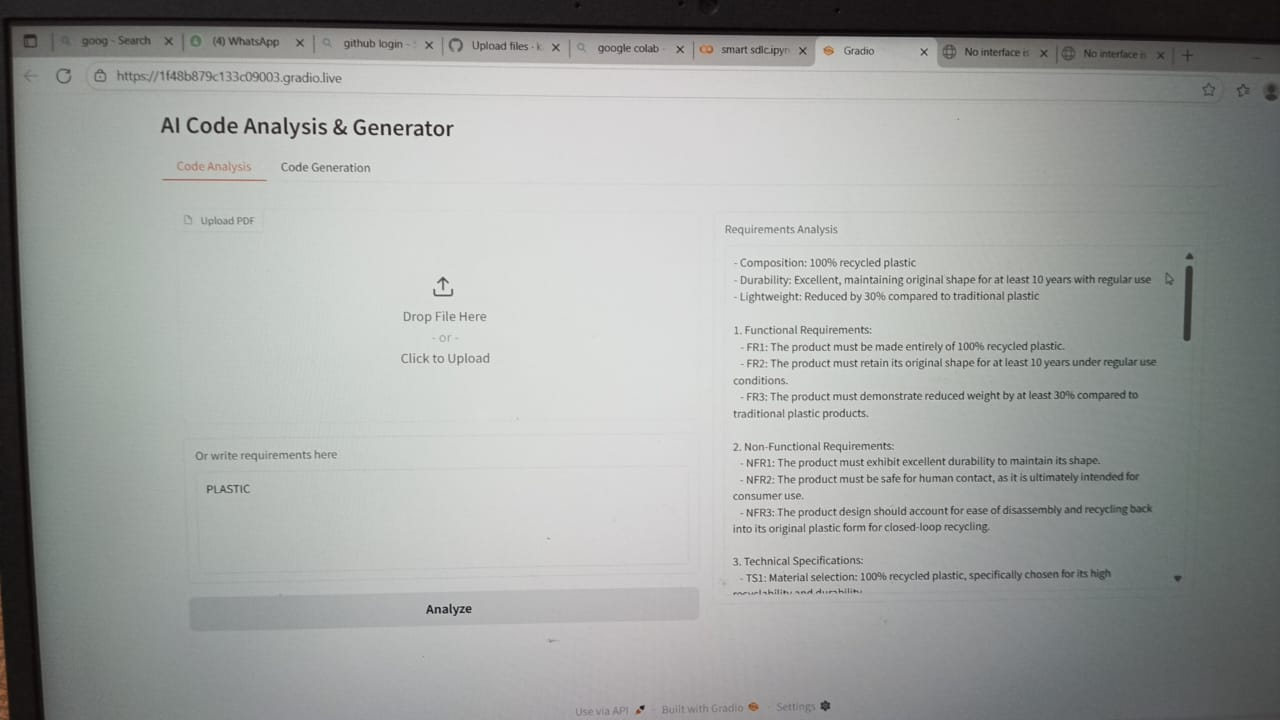 goog - Search
(4) WhatsApp
github login -
Upload files · k
google colab -
smart sdlc.ipyn
Gradio
No interface is
No interface is
https://1f48b879c133c09003.gradio.live
AI Code Analysis & Generator
Code Analysis
Code Generation
Upload PDF
Drop File Here
- or -
Click to Upload
Or write requirements here
PLASTIC
Analyze
Requirements Analysis
- Composition: 100% recycled plastic
- Durability: Excellent, maintaining original shape for at least 10 years with regular use
- Lightweight: Reduced by 30% compared to traditional plastic
1. Functional Requirements:
- FR1: The product must be made entirely of 100% recycled plastic.
- FR2: The product must retain its original shape for at least 10 years under regular use
conditions.
- FR3: The product must demonstrate reduced weight by at least 30% compared to
traditional plastic products.
2. Non-Functional Requirements:
- NFR1: The product must exhibit excellent durability to maintain its shape.
- NFR2: The product must be safe for human contact, as it is ultimately intended for
consumer use.
- NFR3: The product design should account for ease of disassembly and recycling back
into its original plastic form for closed-loop recycling.
3. Technical Specifications:
- TS1: Material selection: 100% recycled plastic, specifically chosen for its high
recyclability and durability.
Use via API · Built with Gradio · Settings